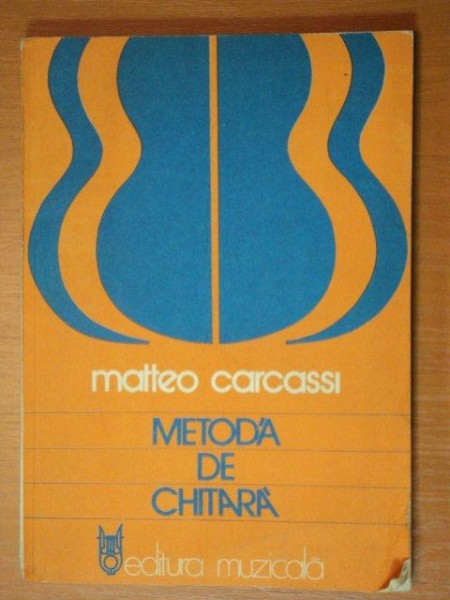 matteo carcassi
METODĂ
DE
CHITARĂ
editura muzicală